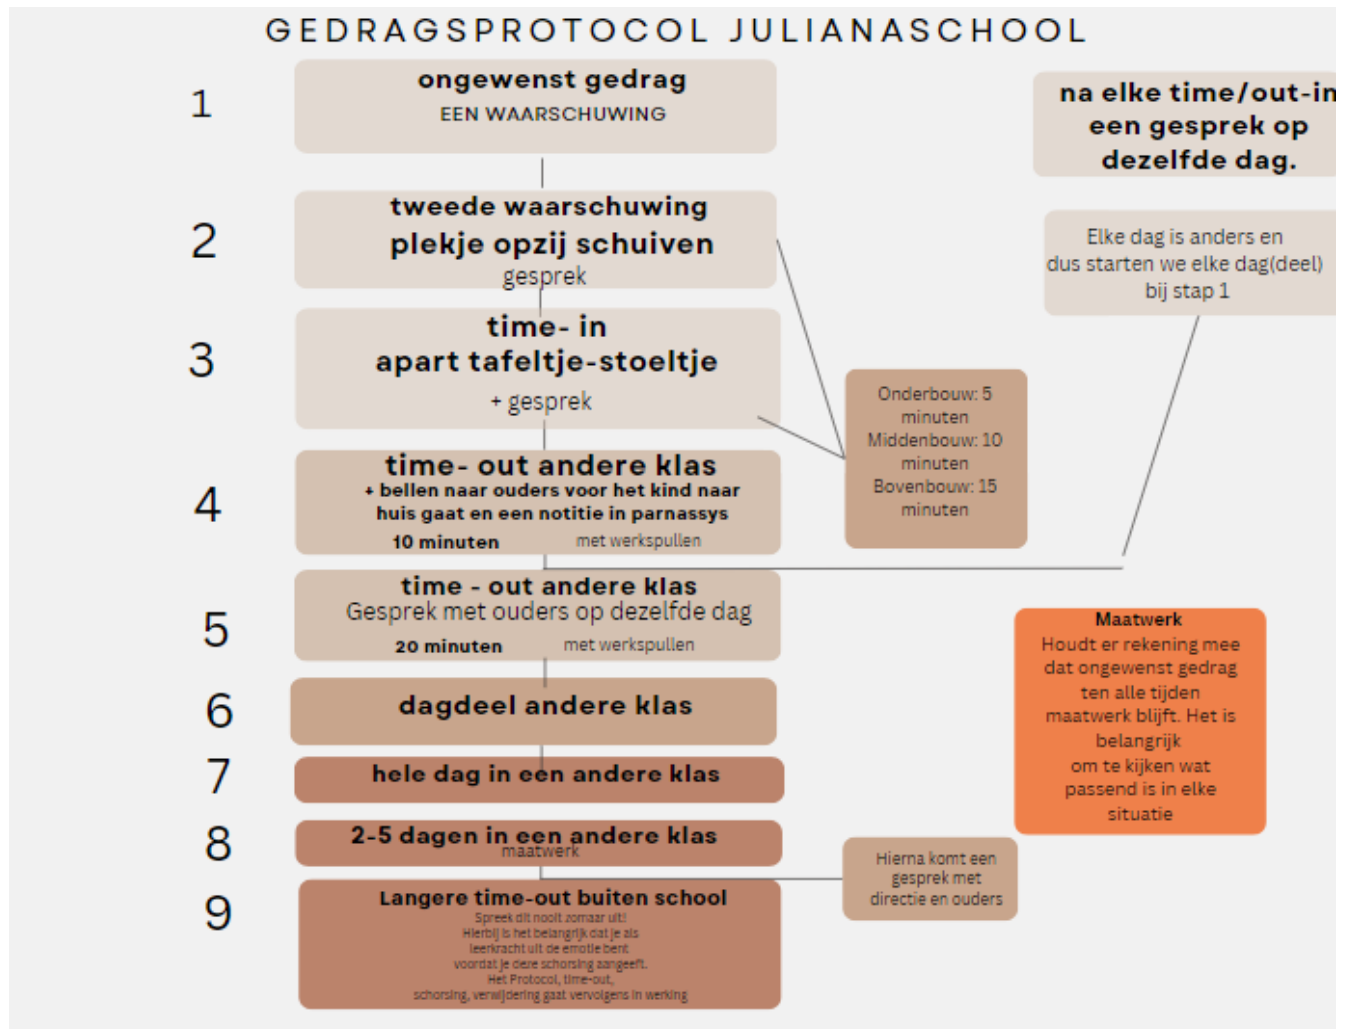 GEDRAGSPROTOCOL JULIANASCHOOL
1
ongewenst gedrag
EEN WAARSCHUWING
na elke time/out-in
een gesprek op
dezelfde dag.
2
tweede waarschuwing
plekje opzij schuiven
gesprek
Elke dag is anders en
dus starten we elke dag(deel)
bij stap 1
3
time- in
apart tafeltje-stoeltje
+ gesprek
Onderbouw: 5
minuten
Middenbouw: 10
minuten
Bovenbouw: 15
minuten
4
time- out andere klas
+ bellen naar ouders voor het kind naar
huis gaat en een notitie in parnassys
10 minuten met werkspullen
5
time - out andere klas
Gesprek met ouders op dezelfde dag
20 minuten met werkspullen
Maatwerk
Houdt er rekening mee
dat ongewenst gedrag
ten alle tijden
maatwerk blijft. Het is
belangrijk
om te kijken wat
passend is in elke
situatie
6
dagdeel andere klas
7
hele dag in een andere klas
8
2-5 dagen in een andere klas
maatwerk
Hierna komt een
gesprek met
directie en ouders
9
Langere time-out buiten school
Spreek dit nooit zomaar uit!
Hierbij is het belangrijk dat je als
leerkracht uit de emotie bent
voordat je deze schorsing aangeeft.
Het Protocol, time-out,
schorsing, verwijdering gaat vervolgens in werking